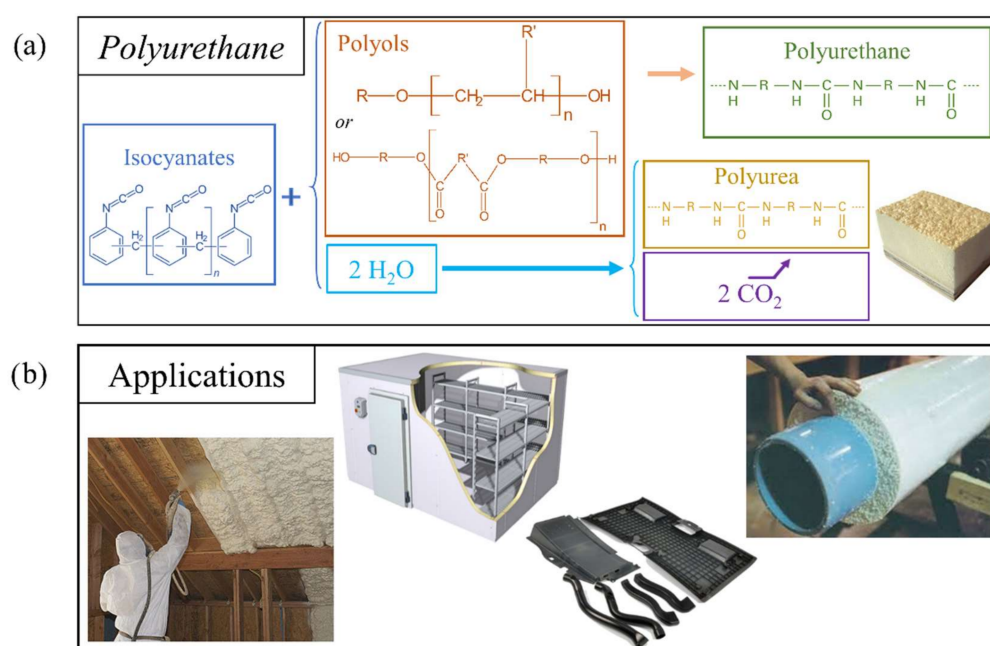 (a)
Polyurethane
Isocyanates
N=C=O N=C=O N=C=O
C H2 C H2 n
+
Polyols
R'
R—O—[CH2—CH—]n OH
or
HO—R—O R' O—R—O—H
C C
O O n
2 H2O
Polyurethane
N—R—N—C—N—R—N—C
H H O H H O
Polyurea
N—R—N—C—N—R—N—C
H H O H H O
2 CO2
(b)
Applications